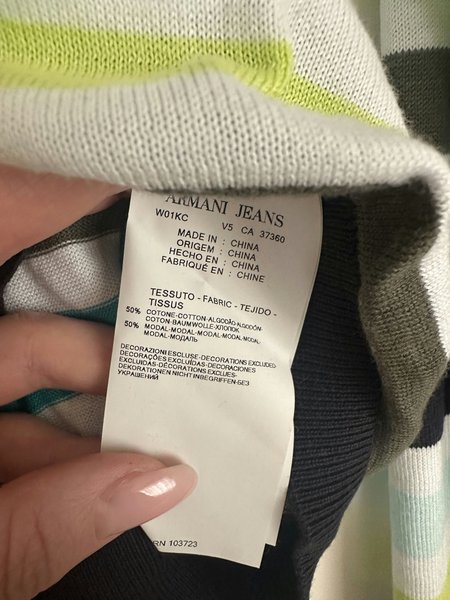 ARMANI JEANS
W01KC
V5 CA 37360
MADE IN : CHINA
ORIGEM : CHINA
HECHO EN : CHINA
FABRIQUÉ EN : CHINE
TESSUTO - FABRIC - TEJIDO -
TISSUS
50% COTONE-COTTON-ALGODÃO-ALGODÓN-
COTON-BAUMWOLLE-ХЛОПОК
50% MODAL-MODAL-MODAL-MODAL-MODAL
MODAL-МОДАЛЬ
DECORAZIONI ESCLUSE-DECORATIONS EXCLUDED-
DECORAÇÕES EXCLUÍDAS-DECORACIONES
EXCLUIDAS-DÉCORATIONS EXCLUES-
DEKORATIONEN NICHT INBEGRIFFEN-БЕЗ
УКРАШЕНИЙ
RN 103723